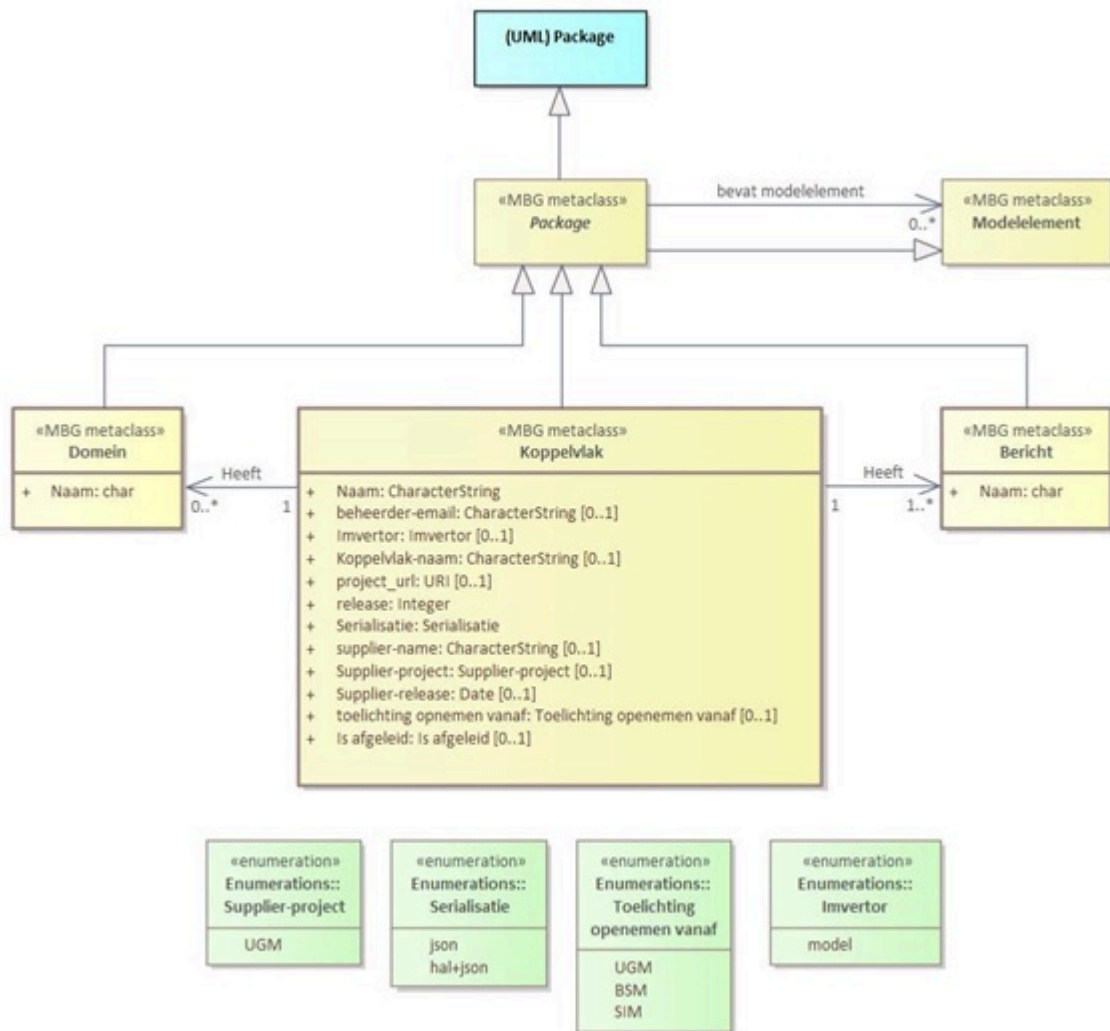 (UML) Package
«MBG metaclass»
Package
bevat modelelement
0..*
«MBG metaclass»
Modelelement
«MBG metaclass»
Domein
+ Naam: char
Heeft
0..*
1
«MBG metaclass»
Koppelvlak
+ Naam: CharacterString
+ beheerder-email: CharacterString [0..1]
+ Imvertor: Imvertor [0..1]
+ Koppelvlak-naam: CharacterString [0..1]
+ project_url: URI [0..1]
+ release: Integer
+ Serialisatie: Serialisatie
+ supplier-name: CharacterString [0..1]
+ Supplier-project: Supplier-project [0..1]
+ Supplier-release: Date [0..1]
+ toelichting opnemen vanaf: Toelichting openemen vanaf [0..1]
+ Is afgeleid: Is afgeleid [0..1]
Heeft
1
1..*
«MBG metaclass»
Bericht
+ Naam: char
«enumeration»
Enumerations::
Supplier-project
UGM
«enumeration»
Enumerations::
Serialisatie
json
hal+json
«enumeration»
Enumerations::
Toelichting
openemen vanaf
UGM
BSM
SIM
«enumeration»
Enumerations::
Imvertor
model